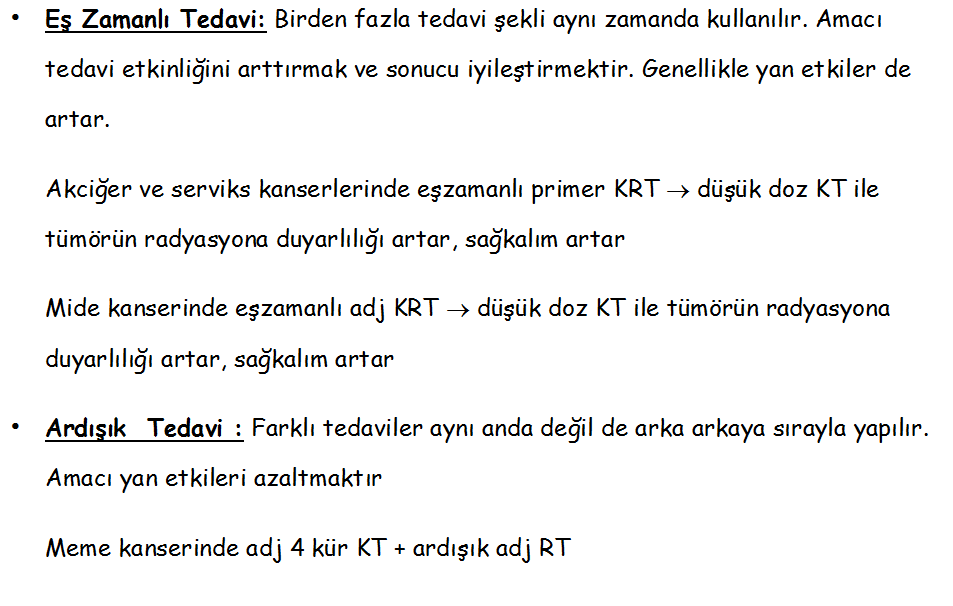 • Eş Zamanlı Tedavi: Birden fazla tedavi şekli aynı zamanda kullanılır. Amacı
tedavi etkinliğini arttırmak ve sonucu iyileştirmektir. Genellikle yan etkiler de
artar.
Akciğer ve serviks kanserlerinde eşzamanlı primer KRT → düşük doz KT ile
tümörün radyasyona duyarlılığı artar, sağkalım artar
Mide kanserinde eşzamanlı adj KRT → düşük doz KT ile tümörün radyasyona
duyarlılığı artar, sağkalım artar
• Ardışık Tedavi : Farklı tedaviler aynı anda değil de arka arkaya sırayla yapılır.
Amacı yan etkileri azaltmaktır
Meme kanserinde adj 4 kür KT + ardışık adj RT